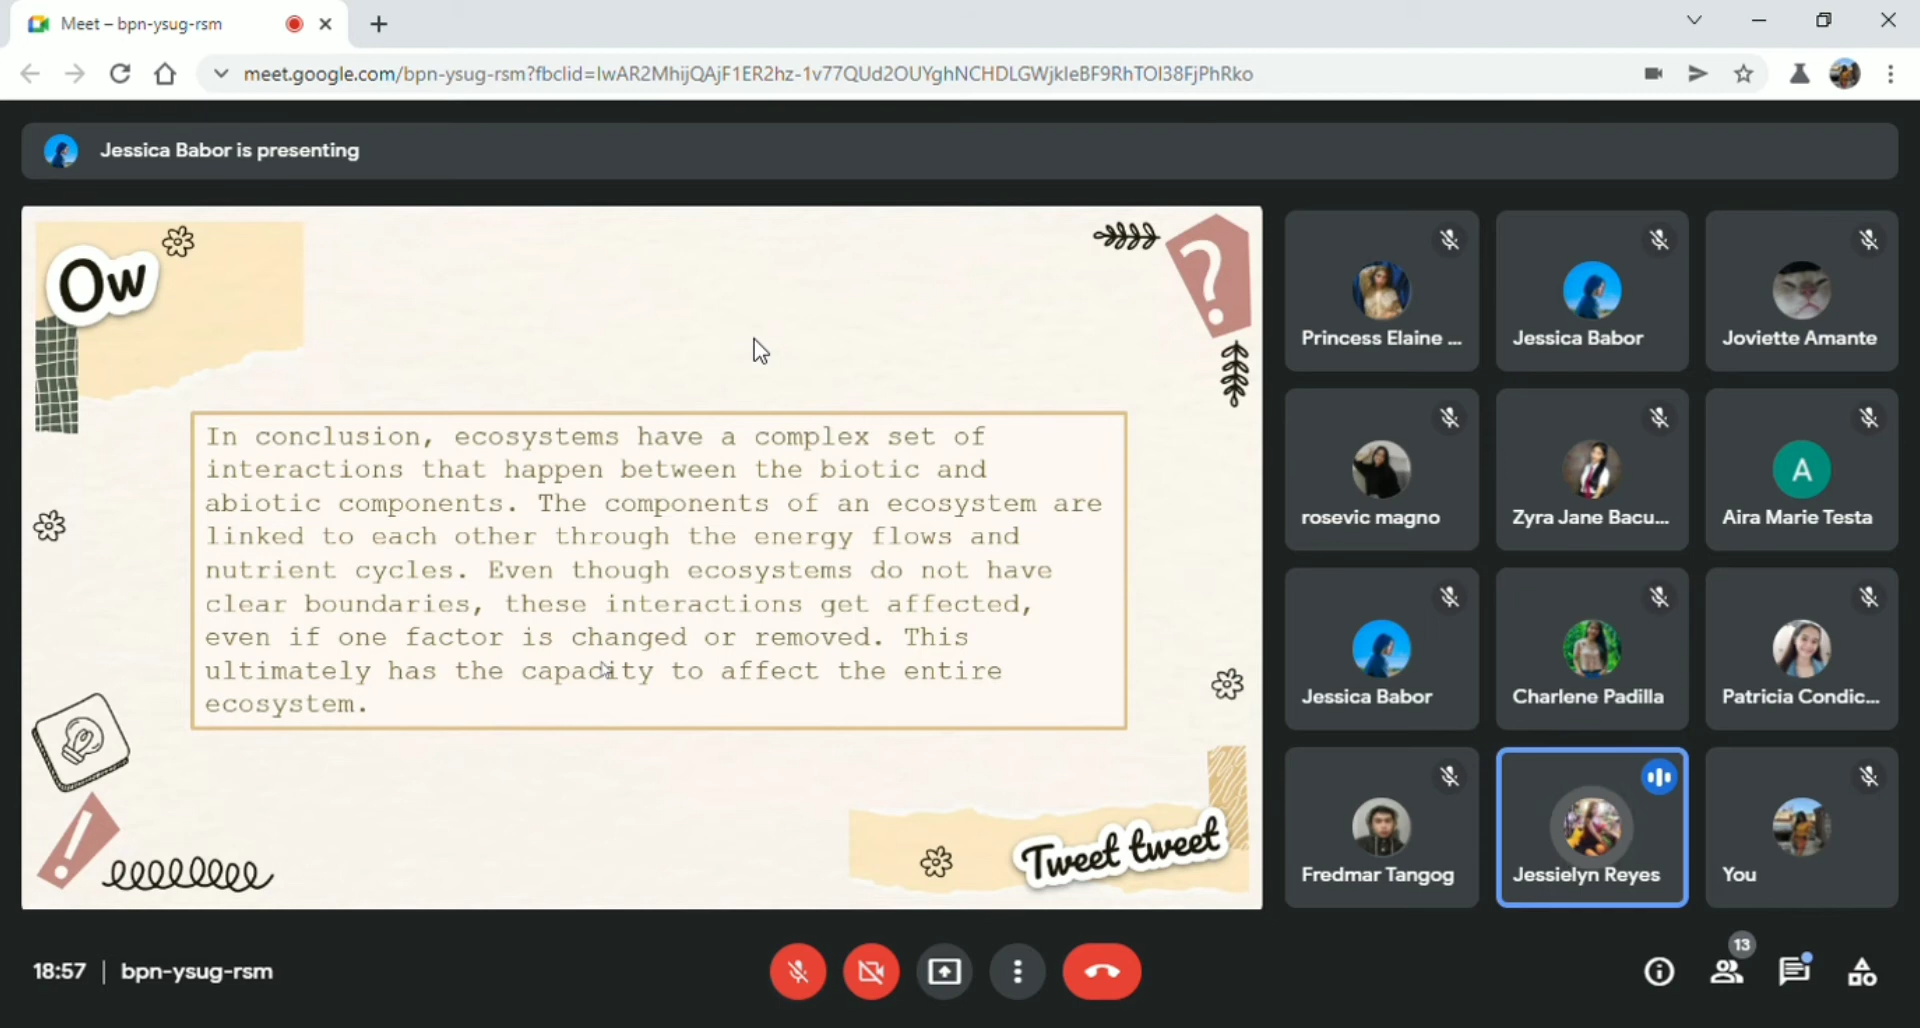 Meet – bpn-ysug-rsm
meet.google.com/bpn-ysug-rsm?fbclid=IwAR2MhijQAjF1ER2hz-1v77QUd2OUYghNCHDLGWjkIeBF9RhTOI38FjPhRko
Jessica Babor is presenting
Ow
?
In conclusion, ecosystems have a complex set of
interactions that happen between the biotic and
abiotic components. The components of an ecosystem are
linked to each other through the energy flows and
nutrient cycles. Even though ecosystems do not have
clear boundaries, these interactions get affected,
even if one factor is changed or removed. This
ultimately has the capacity to affect the entire
ecosystem.
!
Tweet tweet
Princess Elaine ...
Jessica Babor
Joviette Amante
rosevic magno
Zyra Jane Bacu...
A
Aira Marie Testa
Jessica Babor
Charlene Padilla
Patricia Condic...
Fredmar Tangog
Jessielyn Reyes
You
18:57 | bpn-ysug-rsm
13